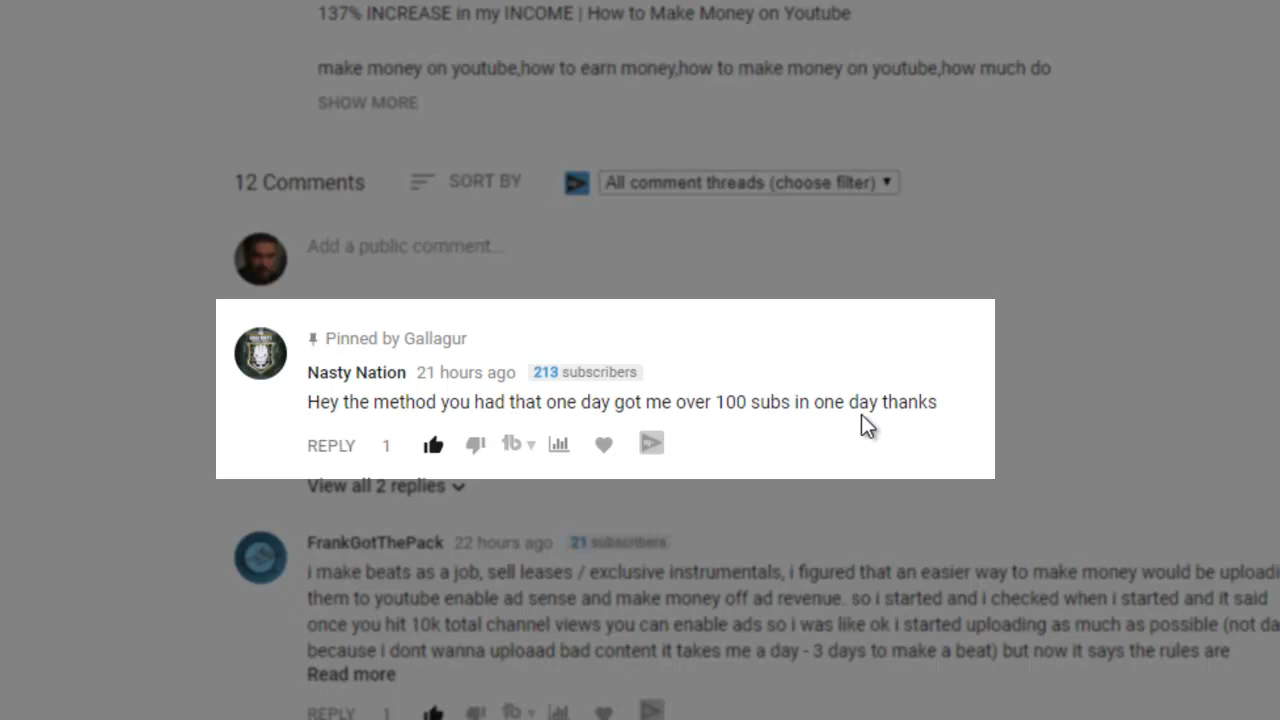 137% INCREASE in my INCOME | How to Make Money on Youtube
make money on youtube,how to earn money,how to make money on youtube,how much do
SHOW MORE
12 Comments SORT BY All comment threads (choose filter)
Add a public comment...
Pinned by Gallagur
Nasty Nation 21 hours ago 213 subscribers
Hey the method you had that one day got me over 100 subs in one day thanks
REPLY 1
View all 2 replies
FrankGotThePack 22 hours ago 21 subscribers
i make beats as a job, sell leases / exclusive instrumentals, i figured that an easier way to make money would be uploadi
them to youtube enable ad sense and make money off ad revenue. so i started and i checked when i started and it said
once you hit 10k total channel views you can enable ads so i was like ok i started uploading as much as possible (not da
because i dont wanna uploaad bad content it takes me a day - 3 days to make a beat) but now it says the rules are
Read more
REPLY 1